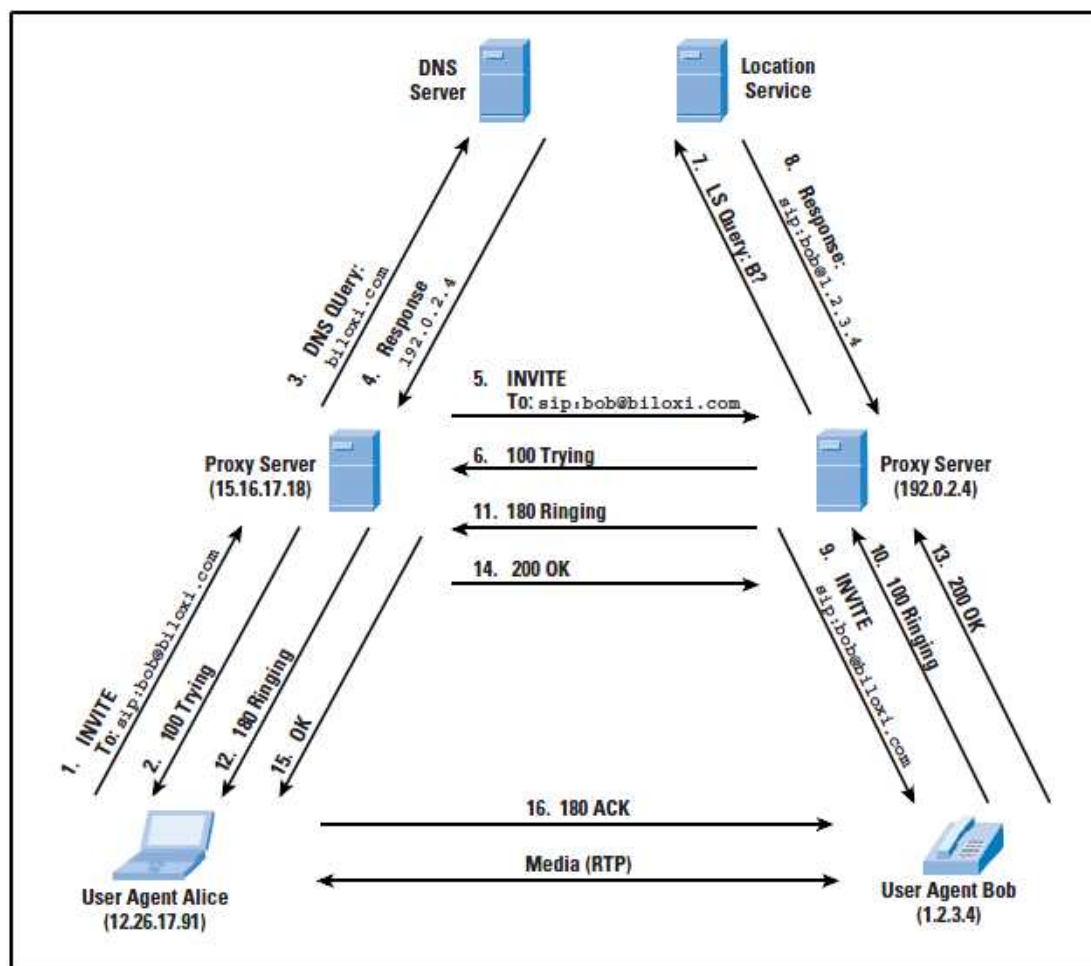 DNS
Server
Location
Service
3. DNS QUery:
biloxi.com
4. Response
192.0.2.4
7. LS Query: B?
8. Response:
sip:bob@1.2.3.4
5. INVITE
To: sip:bob@biloxi.com
6. 100 Trying
11. 180 Ringing
14. 200 OK
Proxy Server
(15.16.17.18)
Proxy Server
(192.0.2.4)
1. INVITE
To: sip:bob@biloxi.com
2. 100 Trying
12. 180 Ringing
15. OK
9. INVITE
sip:bob@biloxi.com
10. 100 Ringing
13. 200 OK
16. 180 ACK
Media (RTP)
User Agent Alice
(12.26.17.91)
User Agent Bob
(1.2.3.4)